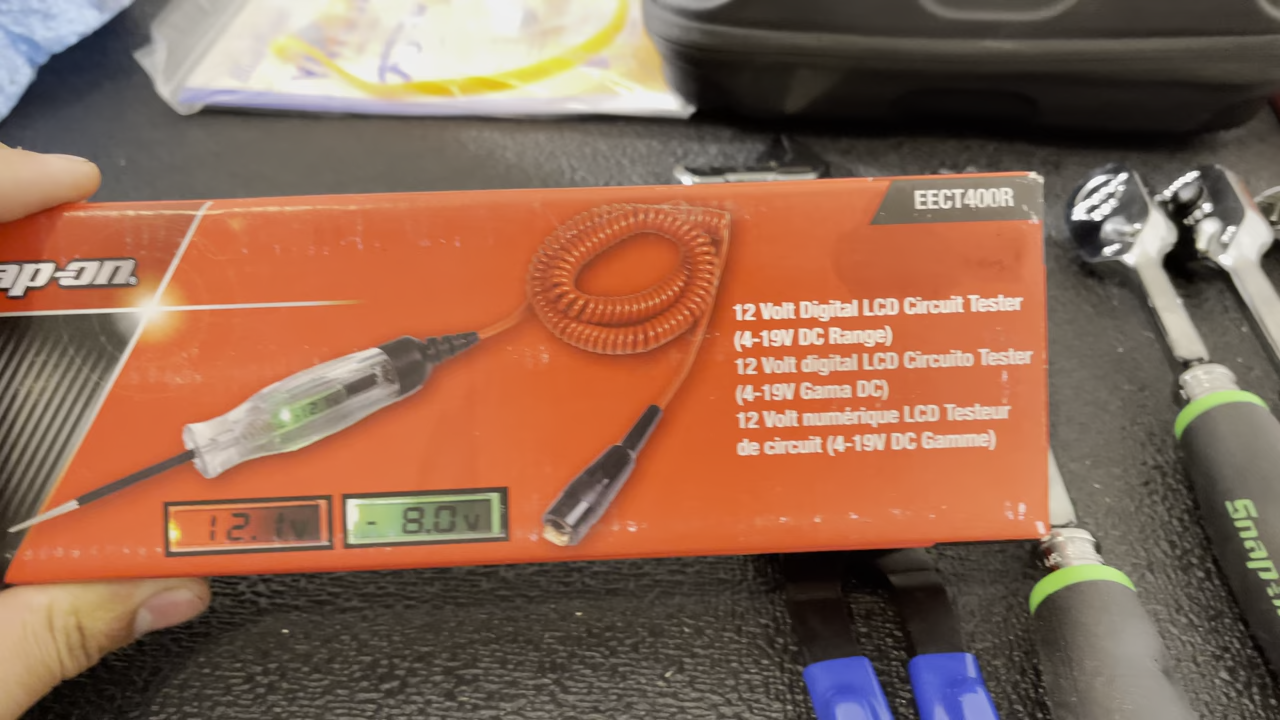 EECT400R
ap-on
12 Volt Digital LCD Circuit Tester
(4-19V DC Range)
12 Volt digital LCD Circuito Tester
(4-19V Gama DC)
12 Volt numérique LCD Testeur
de circuit (4-19V DC Gamme)
12.1v
- 8.0v
Snap-on